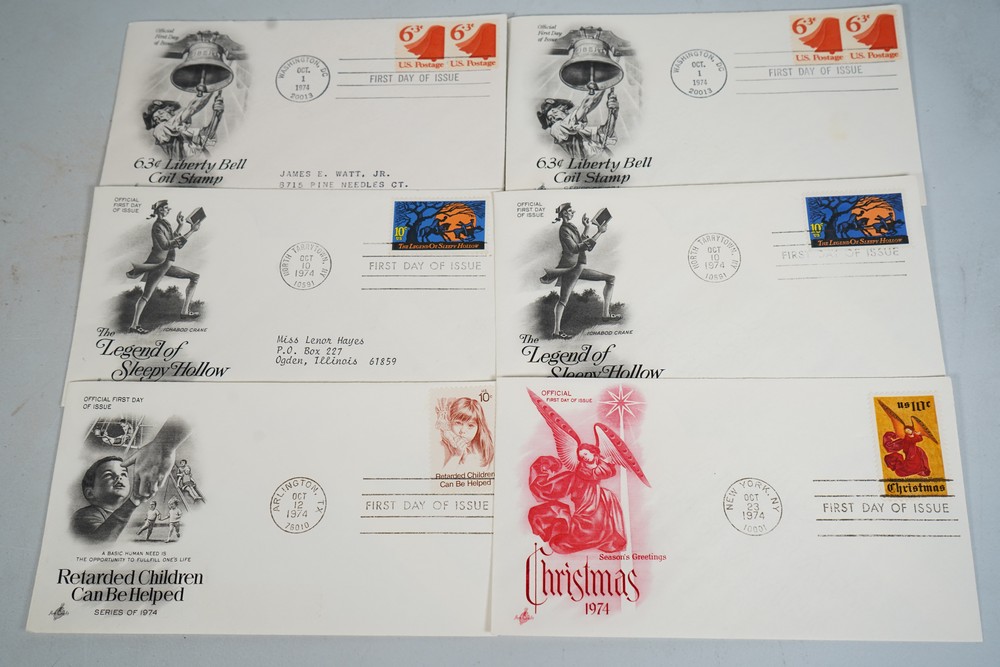 Official
First Day
of Issue
LIBERTY
WASHINGTON, DC
OCT.
1
1974
20013
6.3¢ 6.3¢
U.S. Postage U.S. Postage
FIRST DAY OF ISSUE
6.3¢ Liberty Bell
Coil Stamp
JAMES E. WATT, JR.
8715 PINE NEEDLES CT.
Official
First Day
of Issue
WASHINGTON, DC
OCT.
1
1974
20013
6.3¢ 6.3¢
U.S. Postage U.S. Postage
FIRST DAY OF ISSUE
6.3¢ Liberty Bell
Coil Stamp
OFFICIAL
FIRST DAY
OF ISSUE
NORTH TARRYTOWN, NY
OCT
10
1974
10591
10¢
US
The Legend of Sleepy Hollow
FIRST DAY OF ISSUE
ICHABOD CRANE
The
Legend of
Sleepy Hollow
Miss Lenor Hayes
P.O. Box 227
Ogden, Illinois 61859
OFFICIAL
FIRST DAY
OF ISSUE
NORTH TARRYTOWN, NY
OCT
10
1974
10591
10¢
US
The Legend of Sleepy Hollow
FIRST DAY OF ISSUE
ICHABOD CRANE
The
Legend of
Sleepy Hollow
OFFICIAL FIRST DAY
OF ISSUE
ARLINGTON, TX
OCT
12
1974
76010
US
10c
Retarded Children
Can Be Helped
FIRST DAY OF ISSUE
A BASIC HUMAN NEED IS
THE OPPORTUNITY TO FULLFILL ONE'S LIFE
Retarded Children
Can Be Helped
SERIES OF 1974
ArtCraft
OFFICIAL
FIRST DAY OF ISSUE
NEW YORK, NY
OCT
23
1974
10001
us 10c
Christmas
FIRST DAY OF ISSUE
Season's Greetings
Christmas
1974
ArtCraft